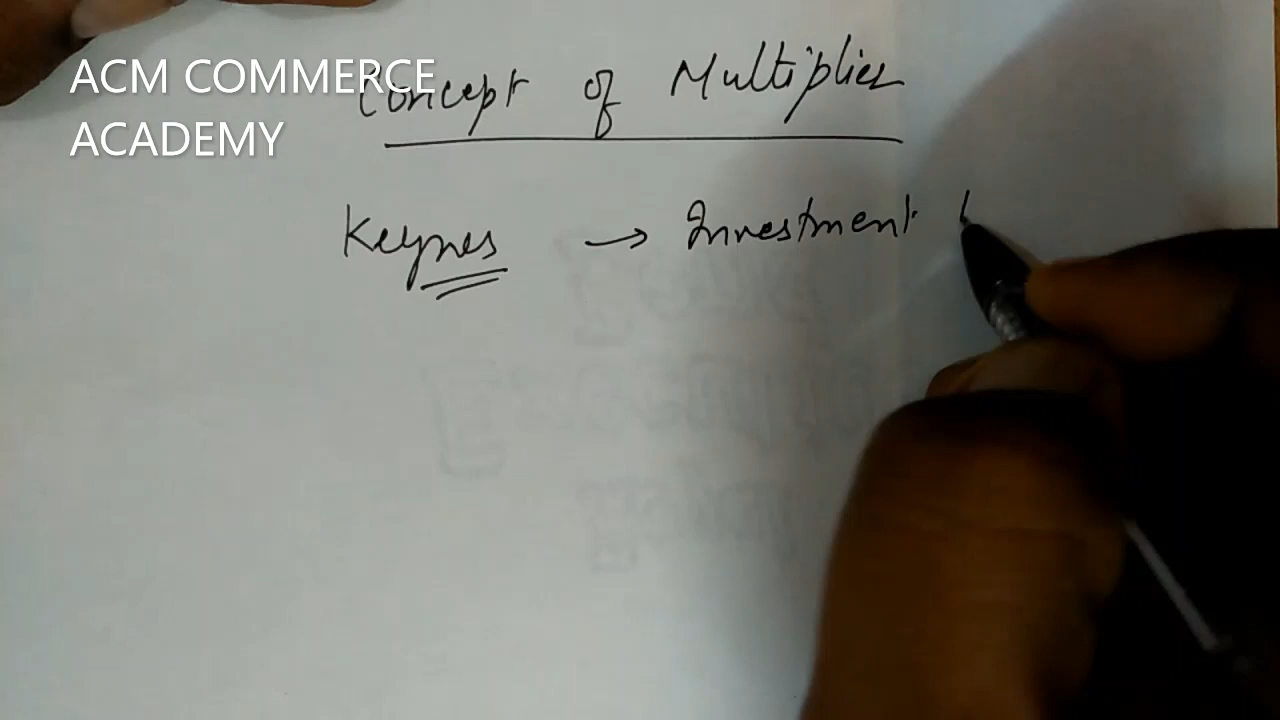 ACM COMMERCE
ACADEMY
Concept of Multiplier
Keynes → Investment